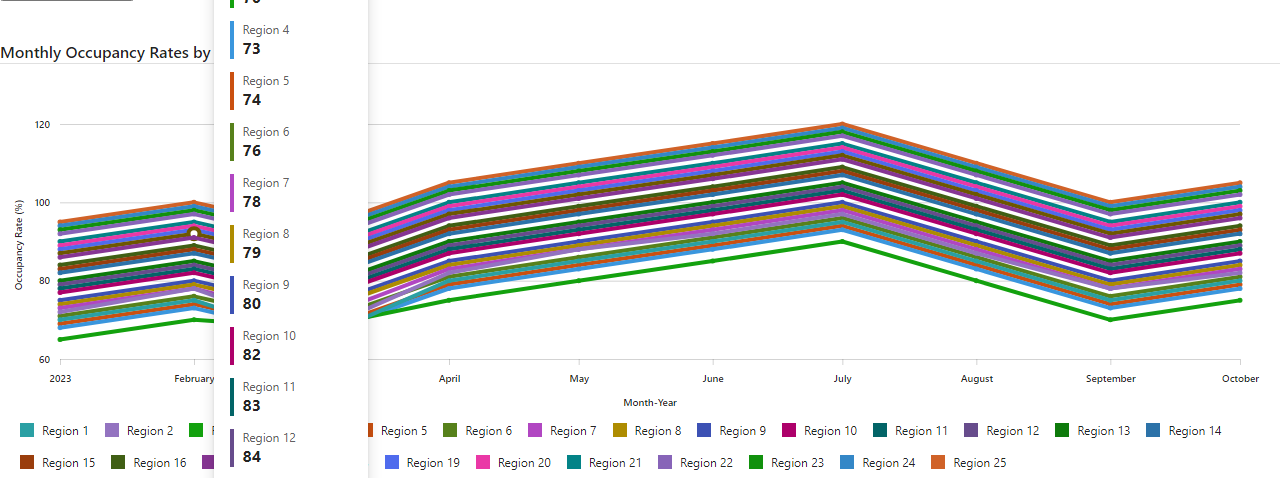 70
Region 4
73
Monthly Occupancy Rates by
Region 5
74
Region 6
76
Region 7
78
Region 8
79
Region 9
80
Region 10
82
Region 11
83
Region 12
84
120
100
80
60
Occupancy Rate (%)
2023 February April May June July August September October
Month-Year
Region 1 Region 2 Region 5 Region 6 Region 7 Region 8 Region 9 Region 10 Region 11 Region 12 Region 13 Region 14
Region 15 Region 16 Region 19 Region 20 Region 21 Region 22 Region 23 Region 24 Region 25